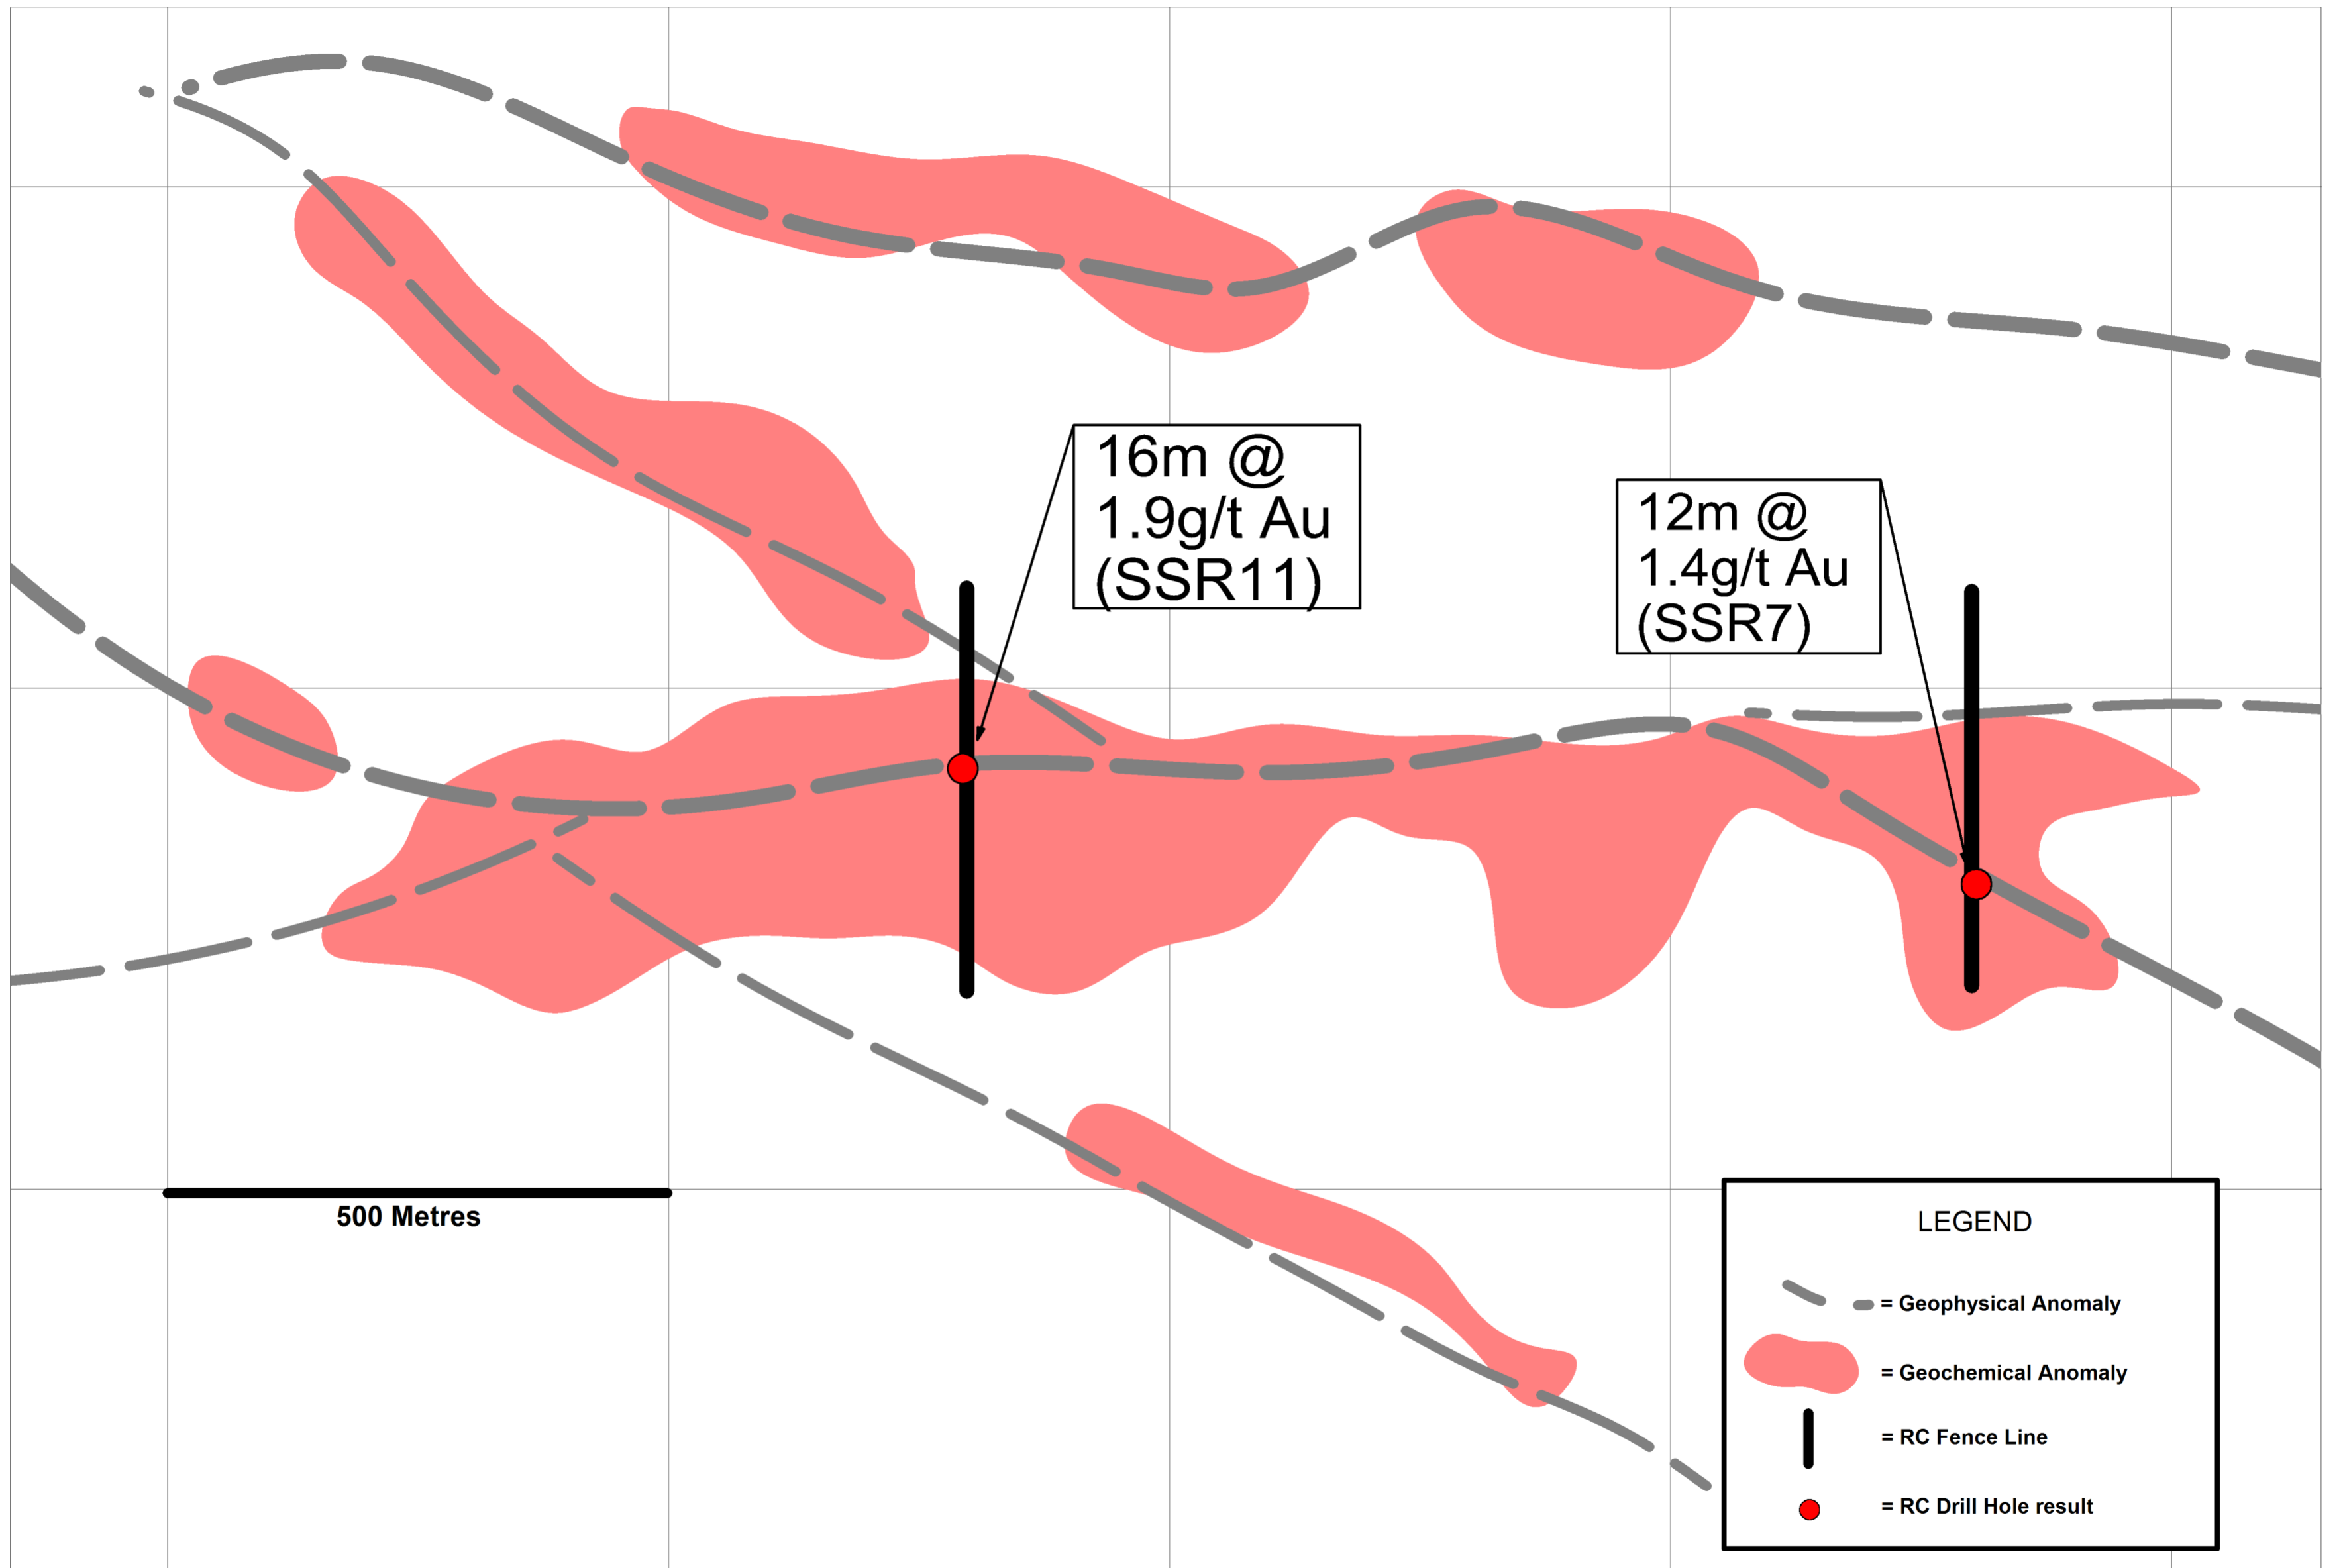 16m @
1.9g/t Au
(SSR11)
12m @
1.4g/t Au
(SSR7)
500 Metres
LEGEND
= Geophysical Anomaly
= Geochemical Anomaly
= RC Fence Line
= RC Drill Hole result